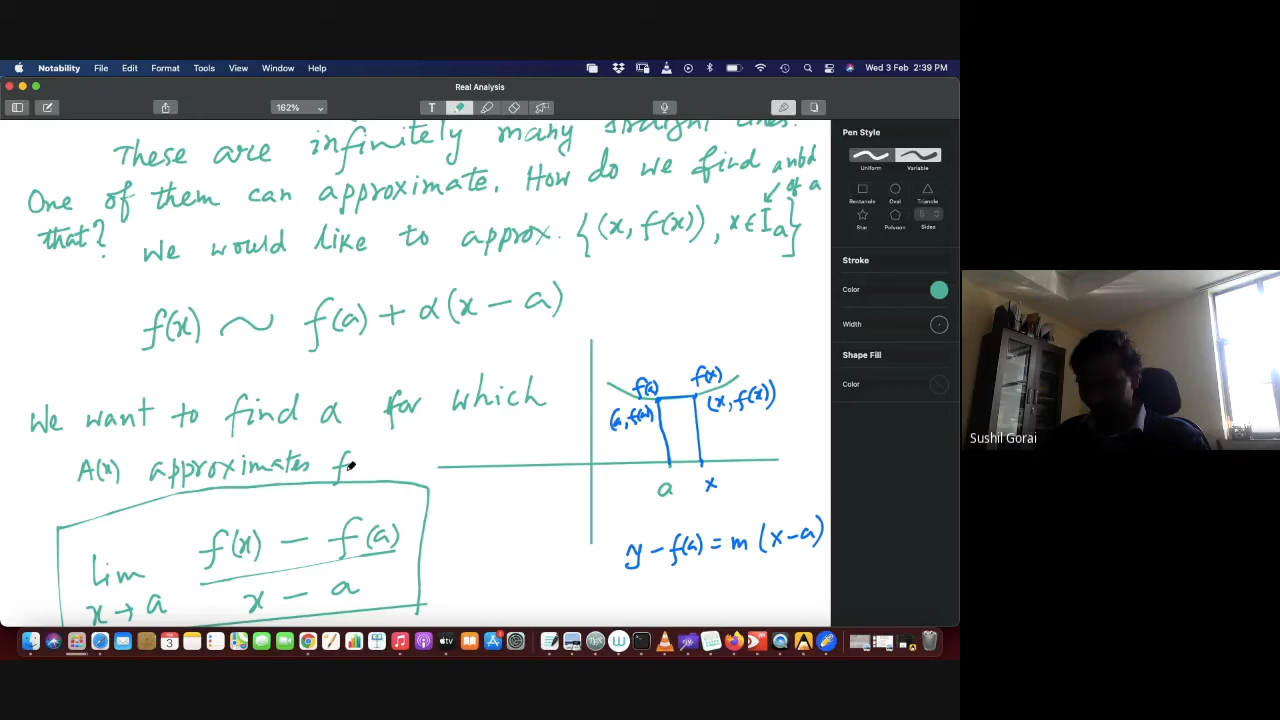 Notability File Edit Format Tools View Window Help Wed 3 Feb 2:39 PM
Real Analysis
162%
These are infinitely many straight lines.
One of them can approximate. How do we find
a nbd of a
that? We would like to approx. {(x, f(x)), x ∈ I_a}
f(x) ~ f(a) + α(x - a)
We want to find a for which
A(x) approximates f
lim x→a f(x) - f(a) / x - a
f(a)
f(x)
(a, f(a))
(x, f(x))
a
x
y - f(a) = m (x-a)
Pen Style
Uniform Variable
Rectangle Oval Triangle
Star Polygon Sides
Stroke
Color
Width
Shape Fill
Color
Sushil Gorai